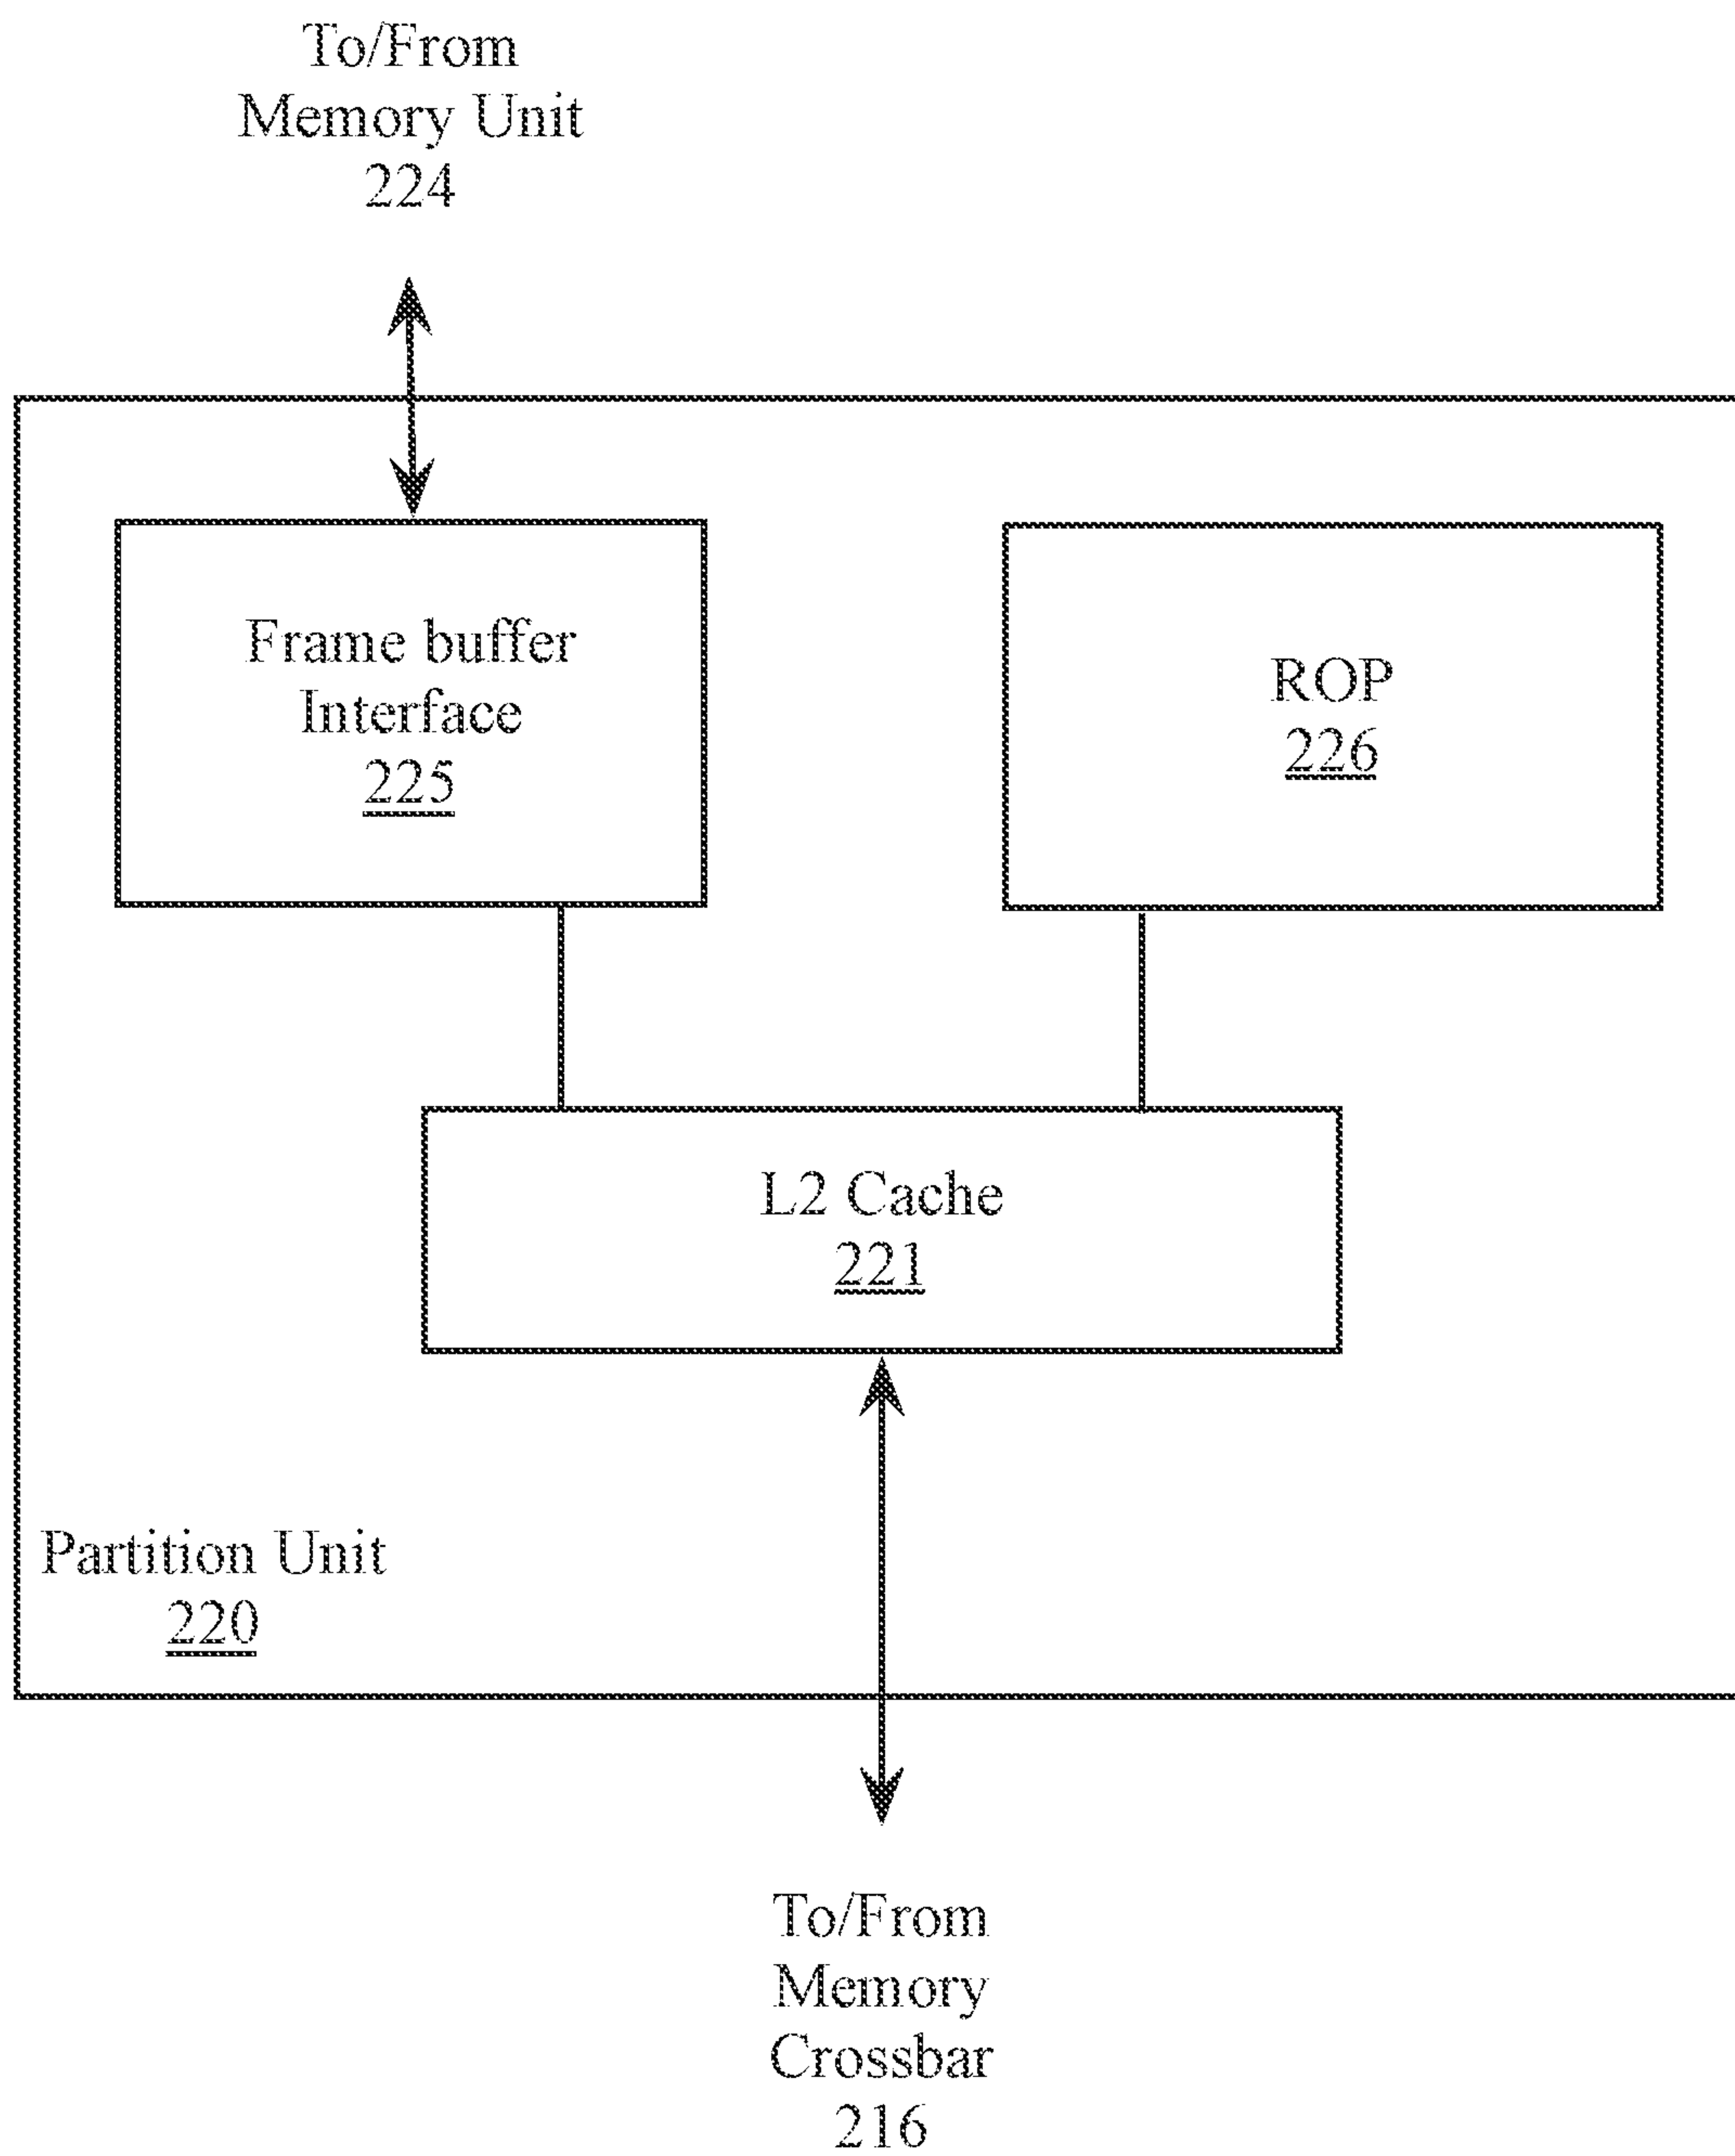 To/From
Memory Unit
224
Frame buffer
Interface
225
ROP
226
L2 Cache
221
Partition Unit
220
To/From
Memory
Crossbar
216